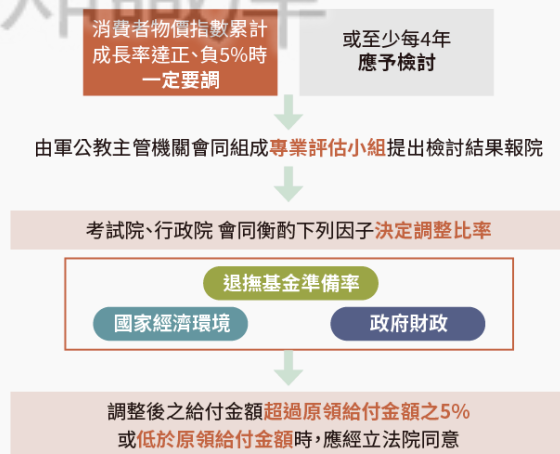 消費者物價指數累計
成長率達正、負5%時
一定要調
或至少每4年
應予檢討
由軍公教主管機關會同組成專業評估小組提出檢討結果報院
考試院、行政院 會同衡酌下列因子決定調整比率
退撫基金準備率
國家經濟環境
政府財政
調整後之給付金額超過原領給付金額之5%
或低於原領給付金額時,應經立法院同意